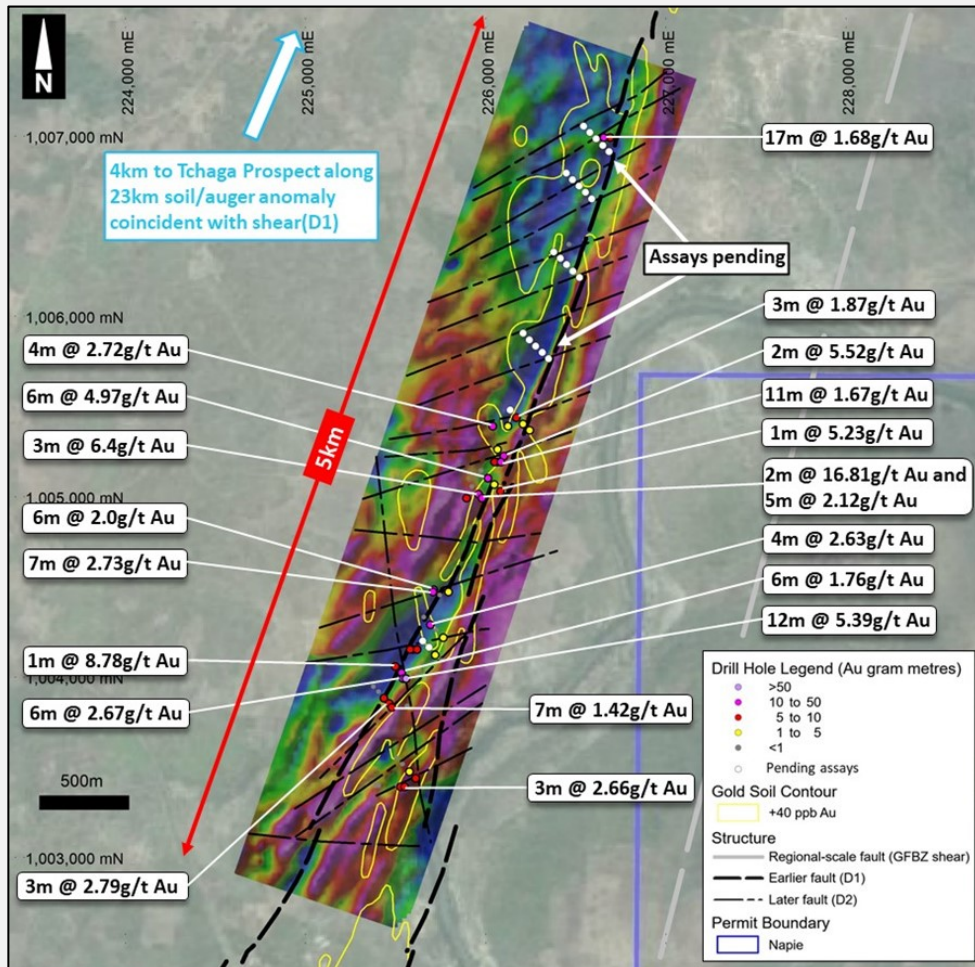 N
224,000 mE
225,000 mE
226,000 mE
227,000 mE
228,000 mE
1,007,000 mN
17m @ 1.68g/t Au
4km to Tchaga Prospect along
23km soil/auger anomaly
coincident with shear(D1)
Assays pending
1,006,000 mN
3m @ 1.87g/t Au
4m @ 2.72g/t Au
2m @ 5.52g/t Au
6m @ 4.97g/t Au
11m @ 1.67g/t Au
3m @ 6.4g/t Au
1m @ 5.23g/t Au
5km
1,005,000 mN
2m @ 16.81g/t Au and
5m @ 2.12g/t Au
6m @ 2.0g/t Au
4m @ 2.63g/t Au
7m @ 2.73g/t Au
6m @ 1.76g/t Au
12m @ 5.39g/t Au
1m @ 8.78g/t Au
1,004,000 mN
6m @ 2.67g/t Au
7m @ 1.42g/t Au
500m
3m @ 2.66g/t Au
1,003,000 mN
3m @ 2.79g/t Au
Drill Hole Legend (Au gram metres)
>50
10 to 50
5 to 10
1 to 5
<1
Pending assays
Gold Soil Contour
+40 ppb Au
Structure
Regional-scale fault (GFBZ shear)
Earlier fault (D1)
Later fault (D2)
Permit Boundary
Napie